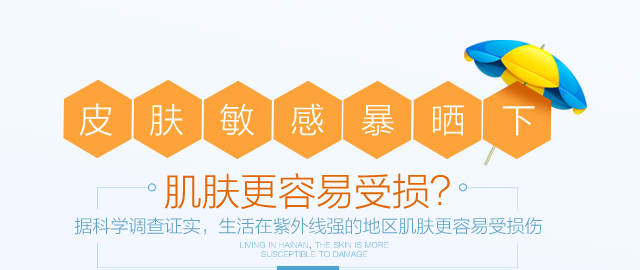 皮肤敏感暴晒下
肌肤更容易受损?
据科学调查证实，生活在紫外线强的地区肌肤更容易受损伤
LIVING IN HAINAN, THE SKIN IS MORE
SUSCEPTIBLE TO DAMAGE